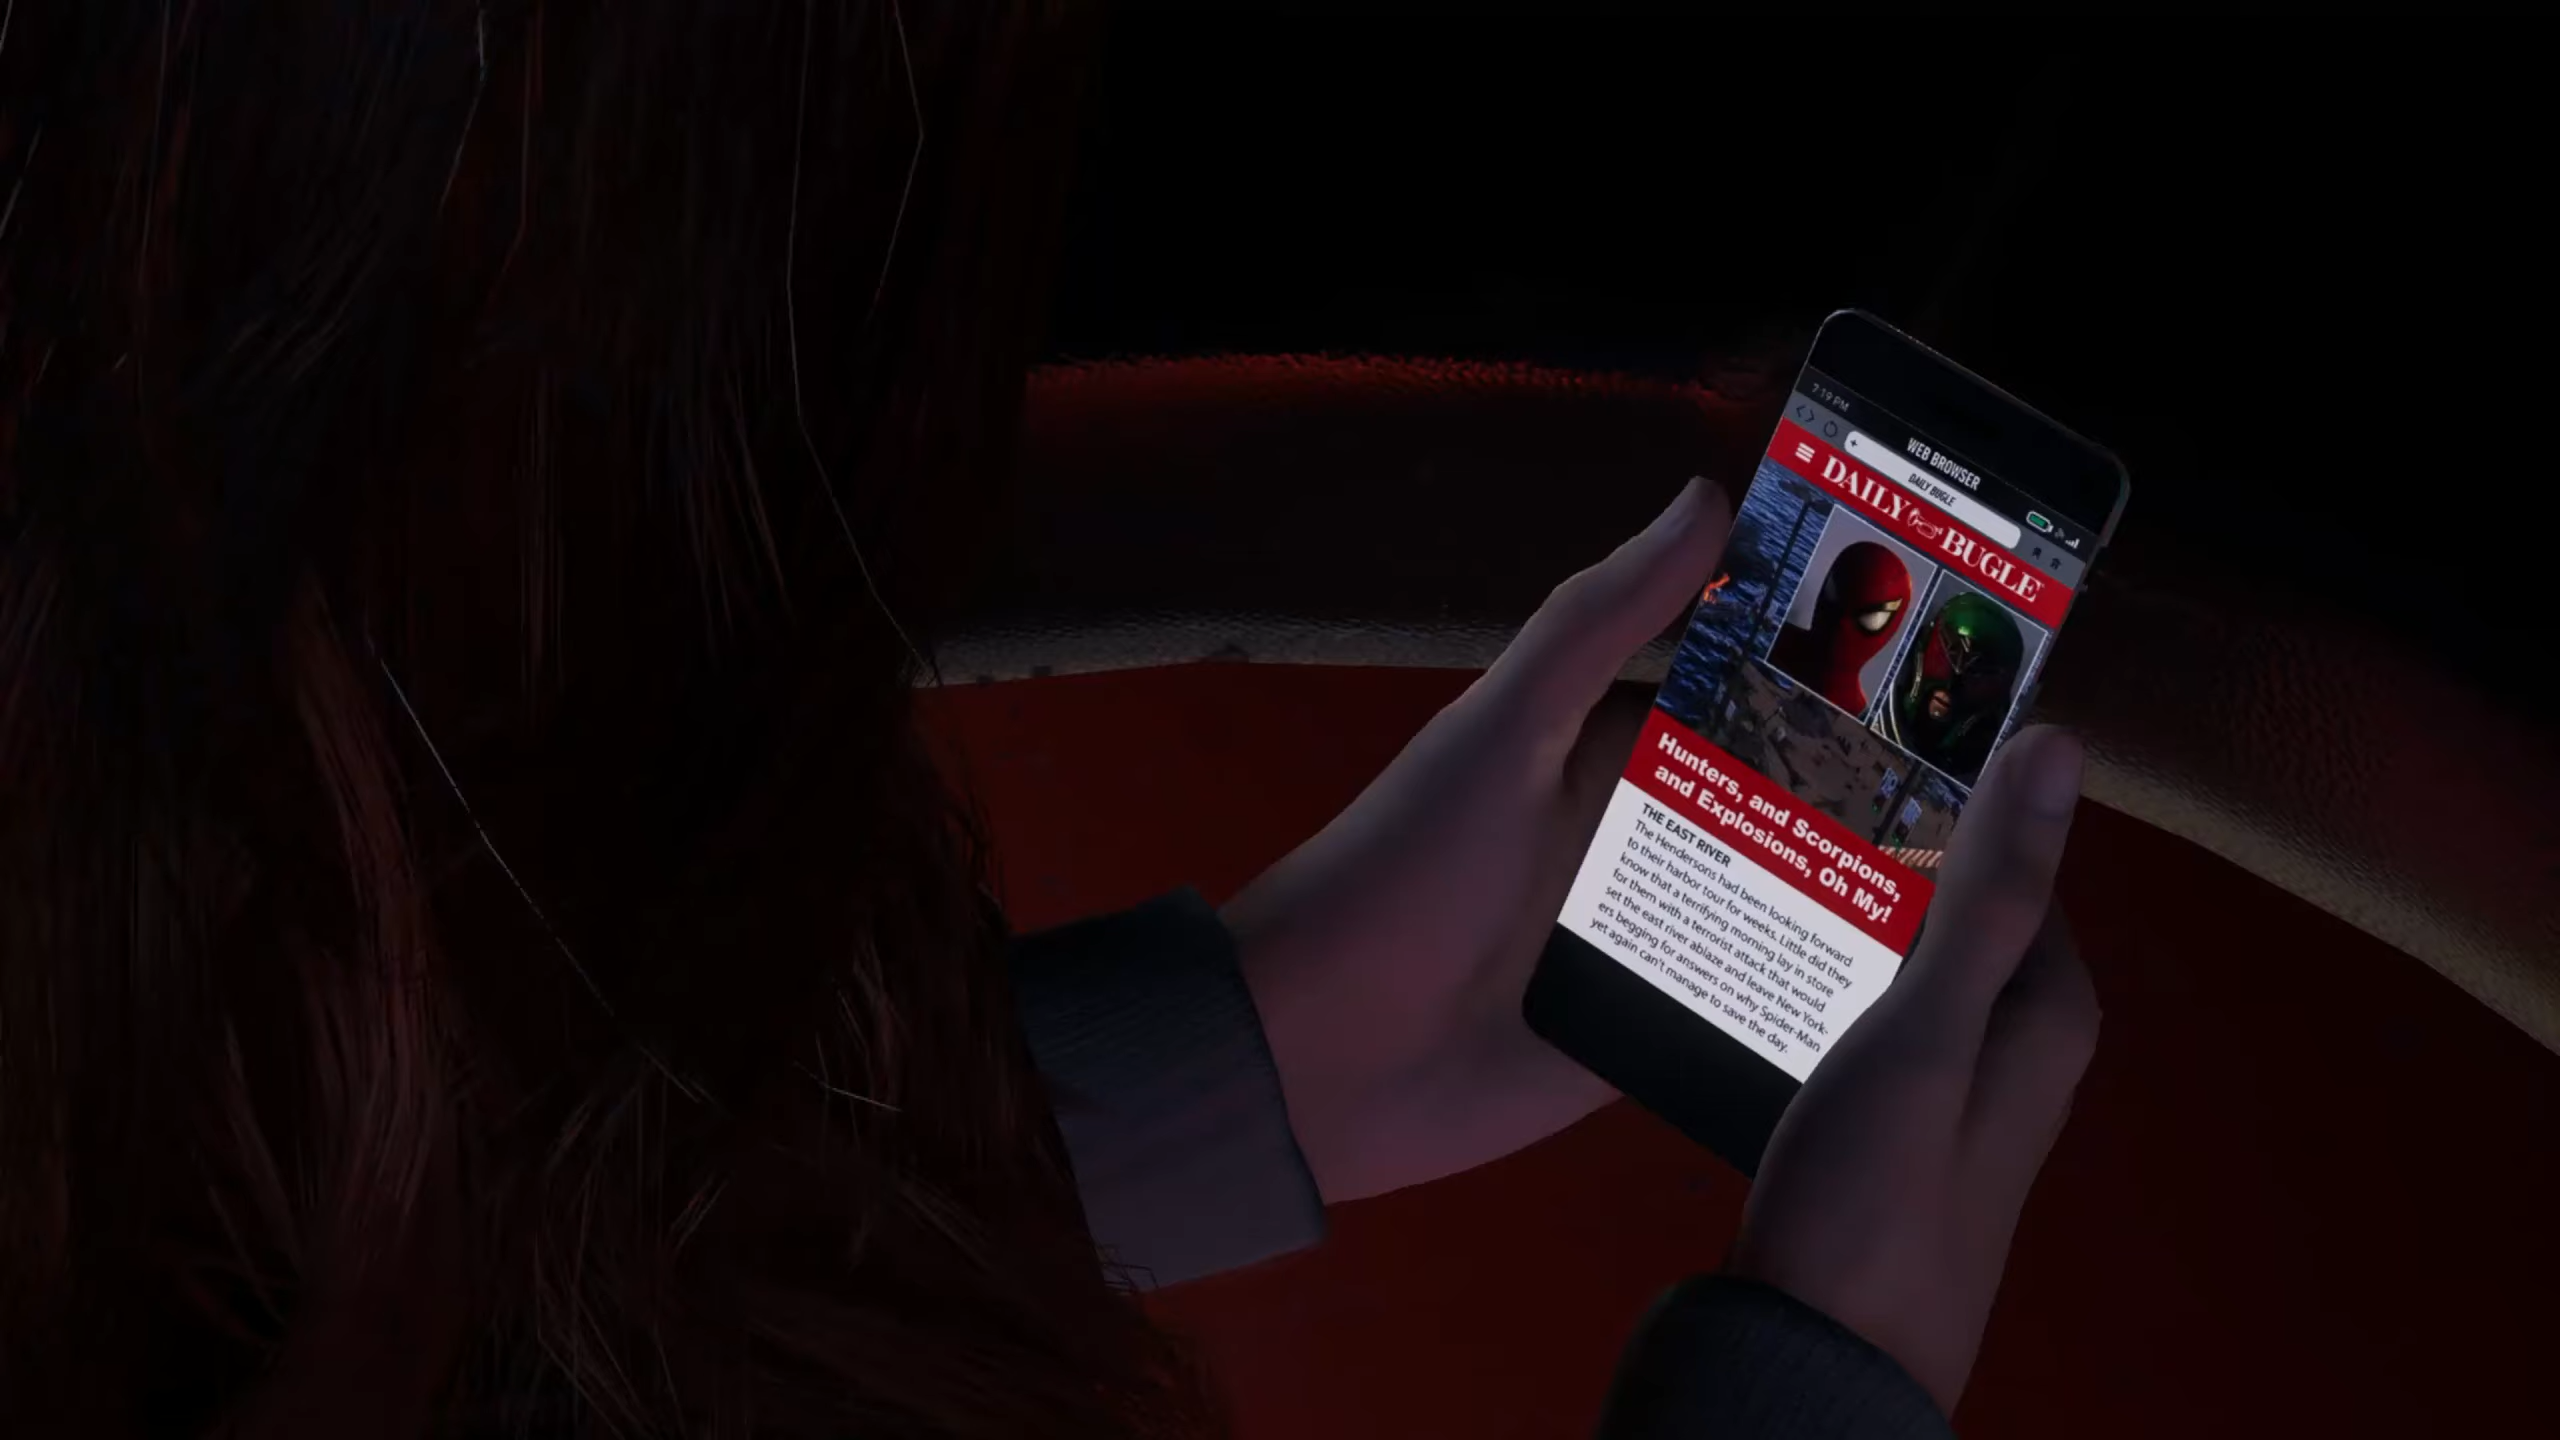 7:19 PM
WEB BROWSER
DAILY BUGLE
DAILY BUGLE
Hunters, and Scorpions,
and Explosions, Oh My!
THE EAST RIVER
The Hendersons had been looking forward
to their harbor tour for weeks. Little did they
know that a terrifying morning lay in store
for them with a terrorist attack that would
set the east river ablaze and leave New York-
ers begging for answers on why Spider-Man
yet again can't manage to save the day.